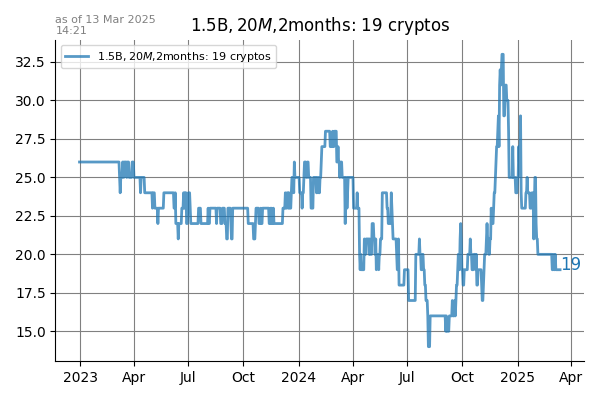 as of 13 Mar 2025
14:21
1.5B, 20M,2months: 19 cryptos
1.5B, 20M,2months: 19 cryptos
32.5
30.0
27.5
25.0
22.5
20.0
17.5
15.0
19
2023 Apr Jul Oct 2024 Apr Jul Oct 2025 Apr